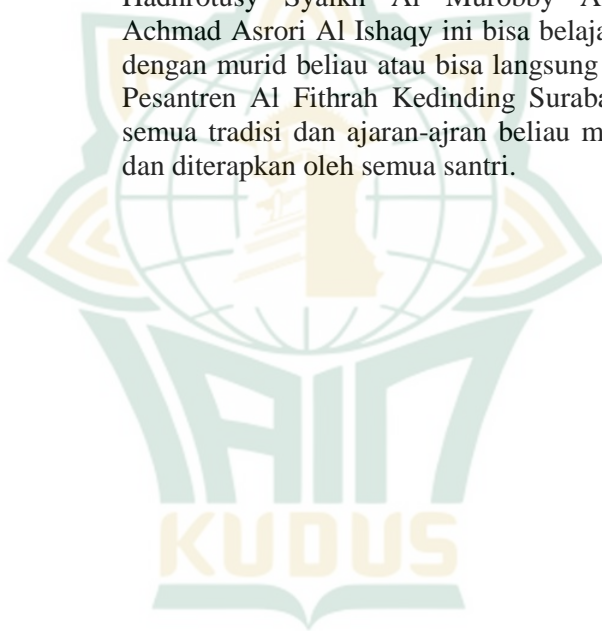 Hadhrotusy Syaikh Al Murobby A
Achmad Asrori Al Ishaqy ini bisa belaja
dengan murid beliau atau bisa langsung
Pesantren Al Fithrah Kedinding Suraba
semua tradisi dan ajaran-ajran beliau m
dan diterapkan oleh semua santri.
IAIN
KUDUS